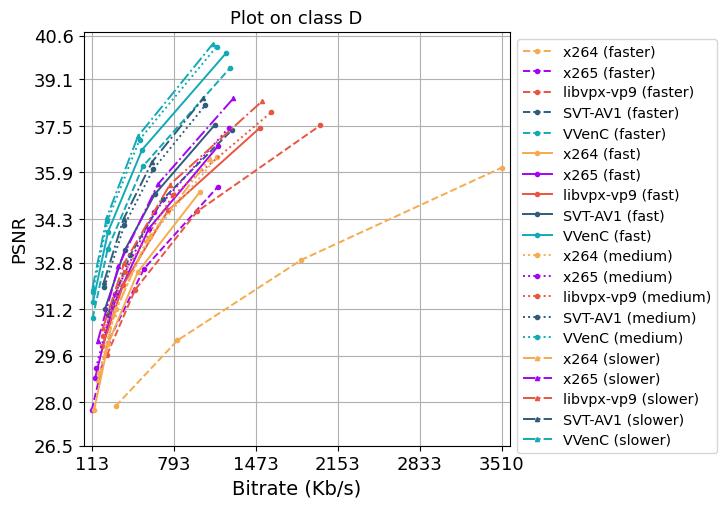 Plot on class D
40.6
39.1
37.5
35.9
34.3
32.8
31.2
29.6
28.0
26.5
PSNR
113 793 1473 2153 2833 3510
Bitrate (Kb/s)
x264 (faster)
x265 (faster)
libvpx-vp9 (faster)
SVT-AV1 (faster)
VVenC (faster)
x264 (fast)
x265 (fast)
libvpx-vp9 (fast)
SVT-AV1 (fast)
VVenC (fast)
x264 (medium)
x265 (medium)
libvpx-vp9 (medium)
SVT-AV1 (medium)
VVenC (medium)
x264 (slower)
x265 (slower)
libvpx-vp9 (slower)
SVT-AV1 (slower)
VVenC (slower)